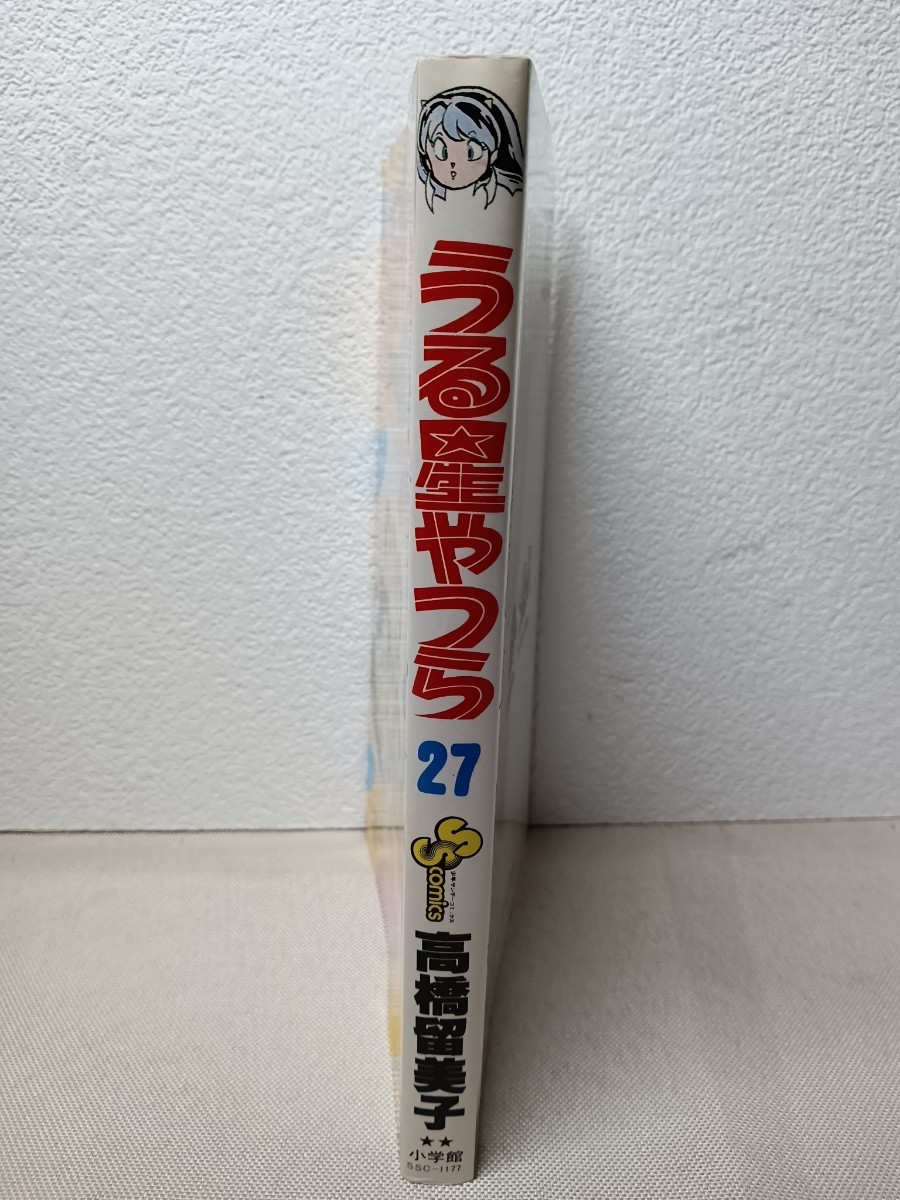 うる星やつら
27
SS
comics
少年サンデーコミックス
高橋留美子
★★
小学館
SSC-1177